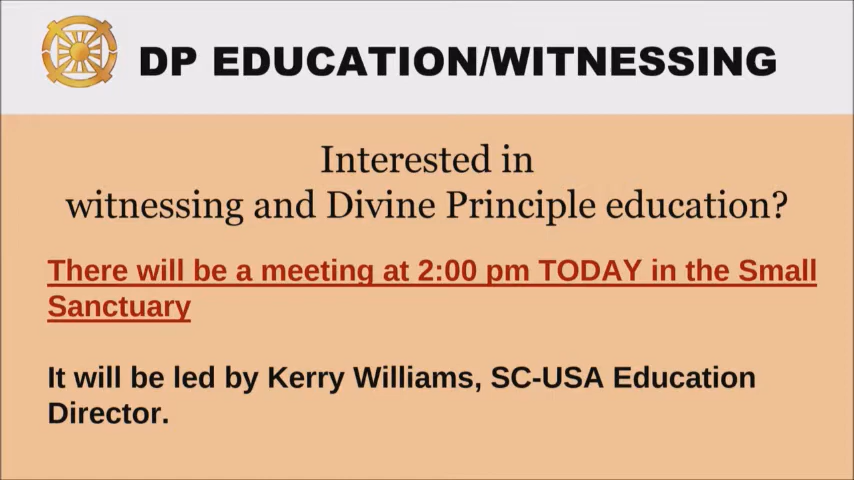 DP EDUCATION/WITNESSING
Interested in
witnessing and Divine Principle education?
There will be a meeting at 2:00 pm TODAY in the Small
Sanctuary
It will be led by Kerry Williams, SC-USA Education
Director.